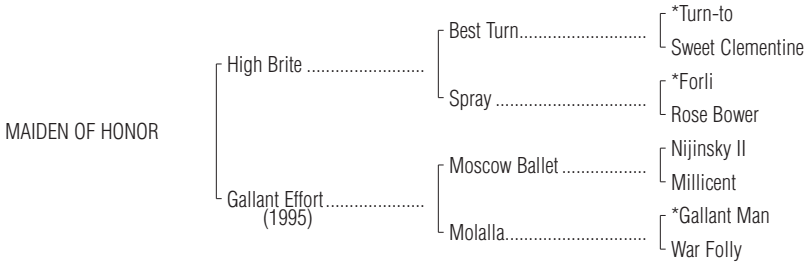 *Turn-to
Best Turn..............................
Sweet Clementine
High Brite ........................
*Forli
Spray ...................................
Rose Bower
MAIDEN OF HONOR
Nijinsky II
Moscow Ballet .....................
Millicent
Gallant Effort....................
(1995)
*Gallant Man
Molalla.................................
War Folly